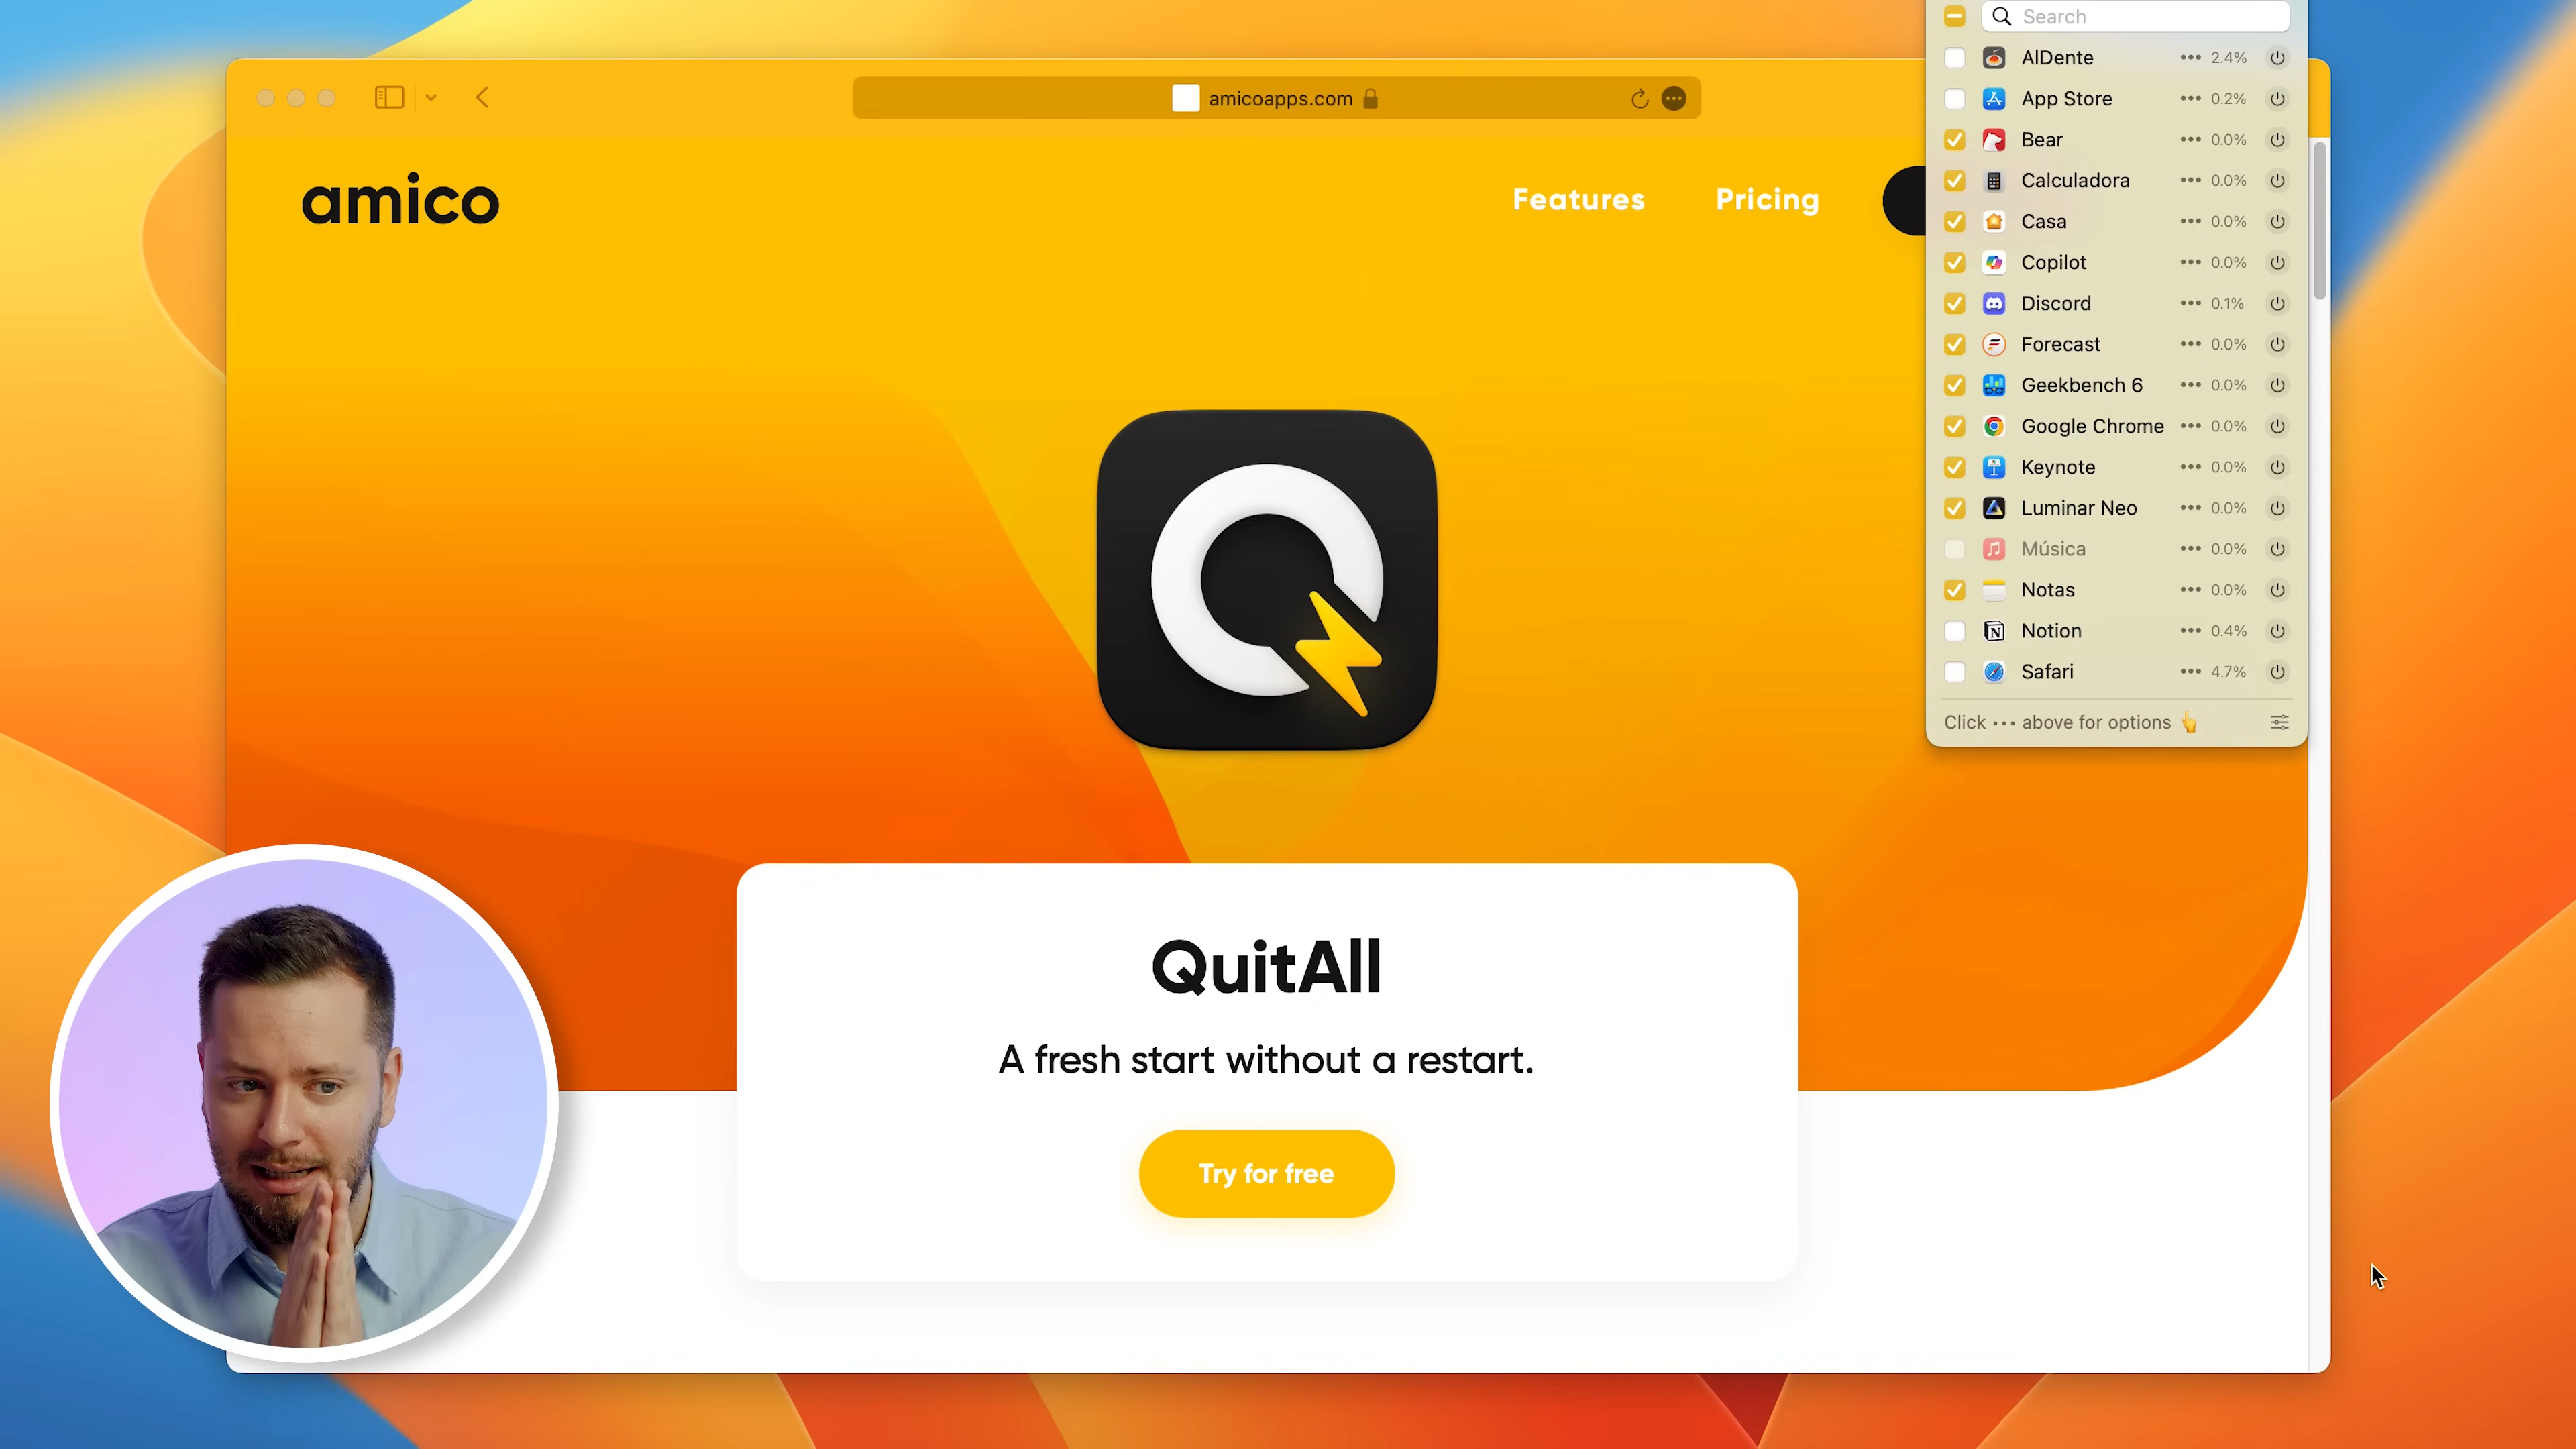 amicoapps.com
amico
Features
Pricing
QuitAll
A fresh start without a restart.
Try for free
Search
AlDente ••• 2.4%
App Store ••• 0.2%
Bear ••• 0.0%
Calculadora ••• 0.0%
Casa ••• 0.0%
Copilot ••• 0.0%
Discord ••• 0.1%
Forecast ••• 0.0%
Geekbench 6 ••• 0.0%
Google Chrome ••• 0.0%
Keynote ••• 0.0%
Luminar Neo ••• 0.0%
Música ••• 0.0%
Notas ••• 0.0%
Notion ••• 0.4%
Safari ••• 4.7%
Click ••• above for options 👆